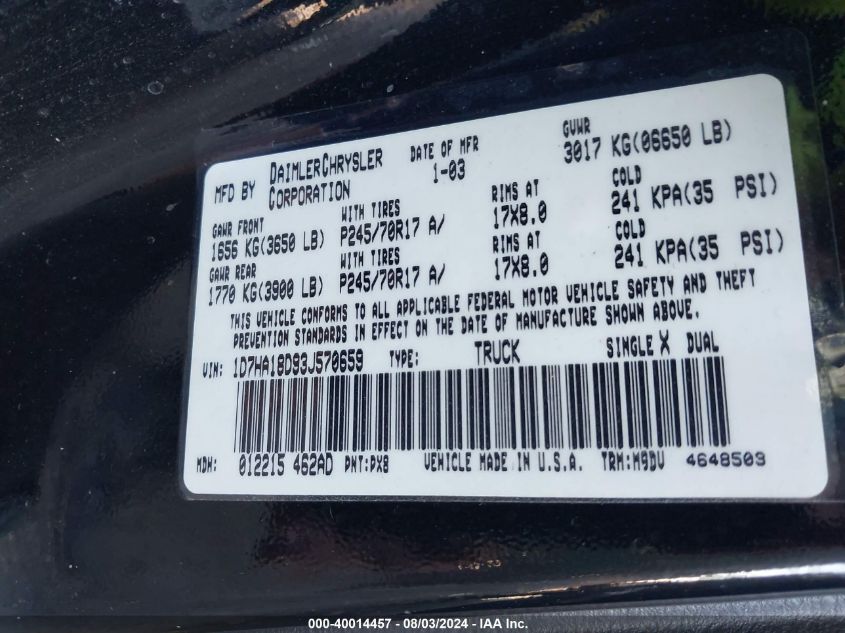 MFD BY DAIMLERCHRYSLER CORPORATION DATE OF MFR 1-03 GVWR 3017 KG(06650 LB)
GAWR FRONT WITH TIRES RIMS AT COLD
1656 KG(3650 LB) P245/70R17 A/ 17X8.0 241 KPA(35 PSI)
GAWR REAR WITH TIRES RIMS AT COLD
1770 KG(3900 LB) P245/70R17 A/ 17X8.0 241 KPA(35 PSI)
THIS VEHICLE CONFORMS TO ALL APPLICABLE FEDERAL MOTOR VEHICLE SAFETY AND THEFT
PREVENTION STANDARDS IN EFFECT ON THE DATE OF MANUFACTURE SHOWN ABOVE.
VIN: 1D7HA18D93J570659 TYPE: TRUCK SINGLE X DUAL
MDH: 012215 462AD PNT:PX8 VEHICLE MADE IN U.S.A. TRM:M9DV 4648503
000-40014457 - 08/03/2024 - IAA Inc.